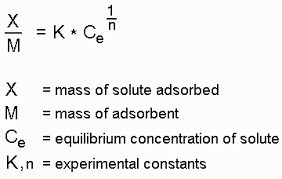 X/M = K * Ce^1/n
X = mass of solute adsorbed
M = mass of adsorbent
Ce = equilibrium concentration of solute
K,n = experimental constants